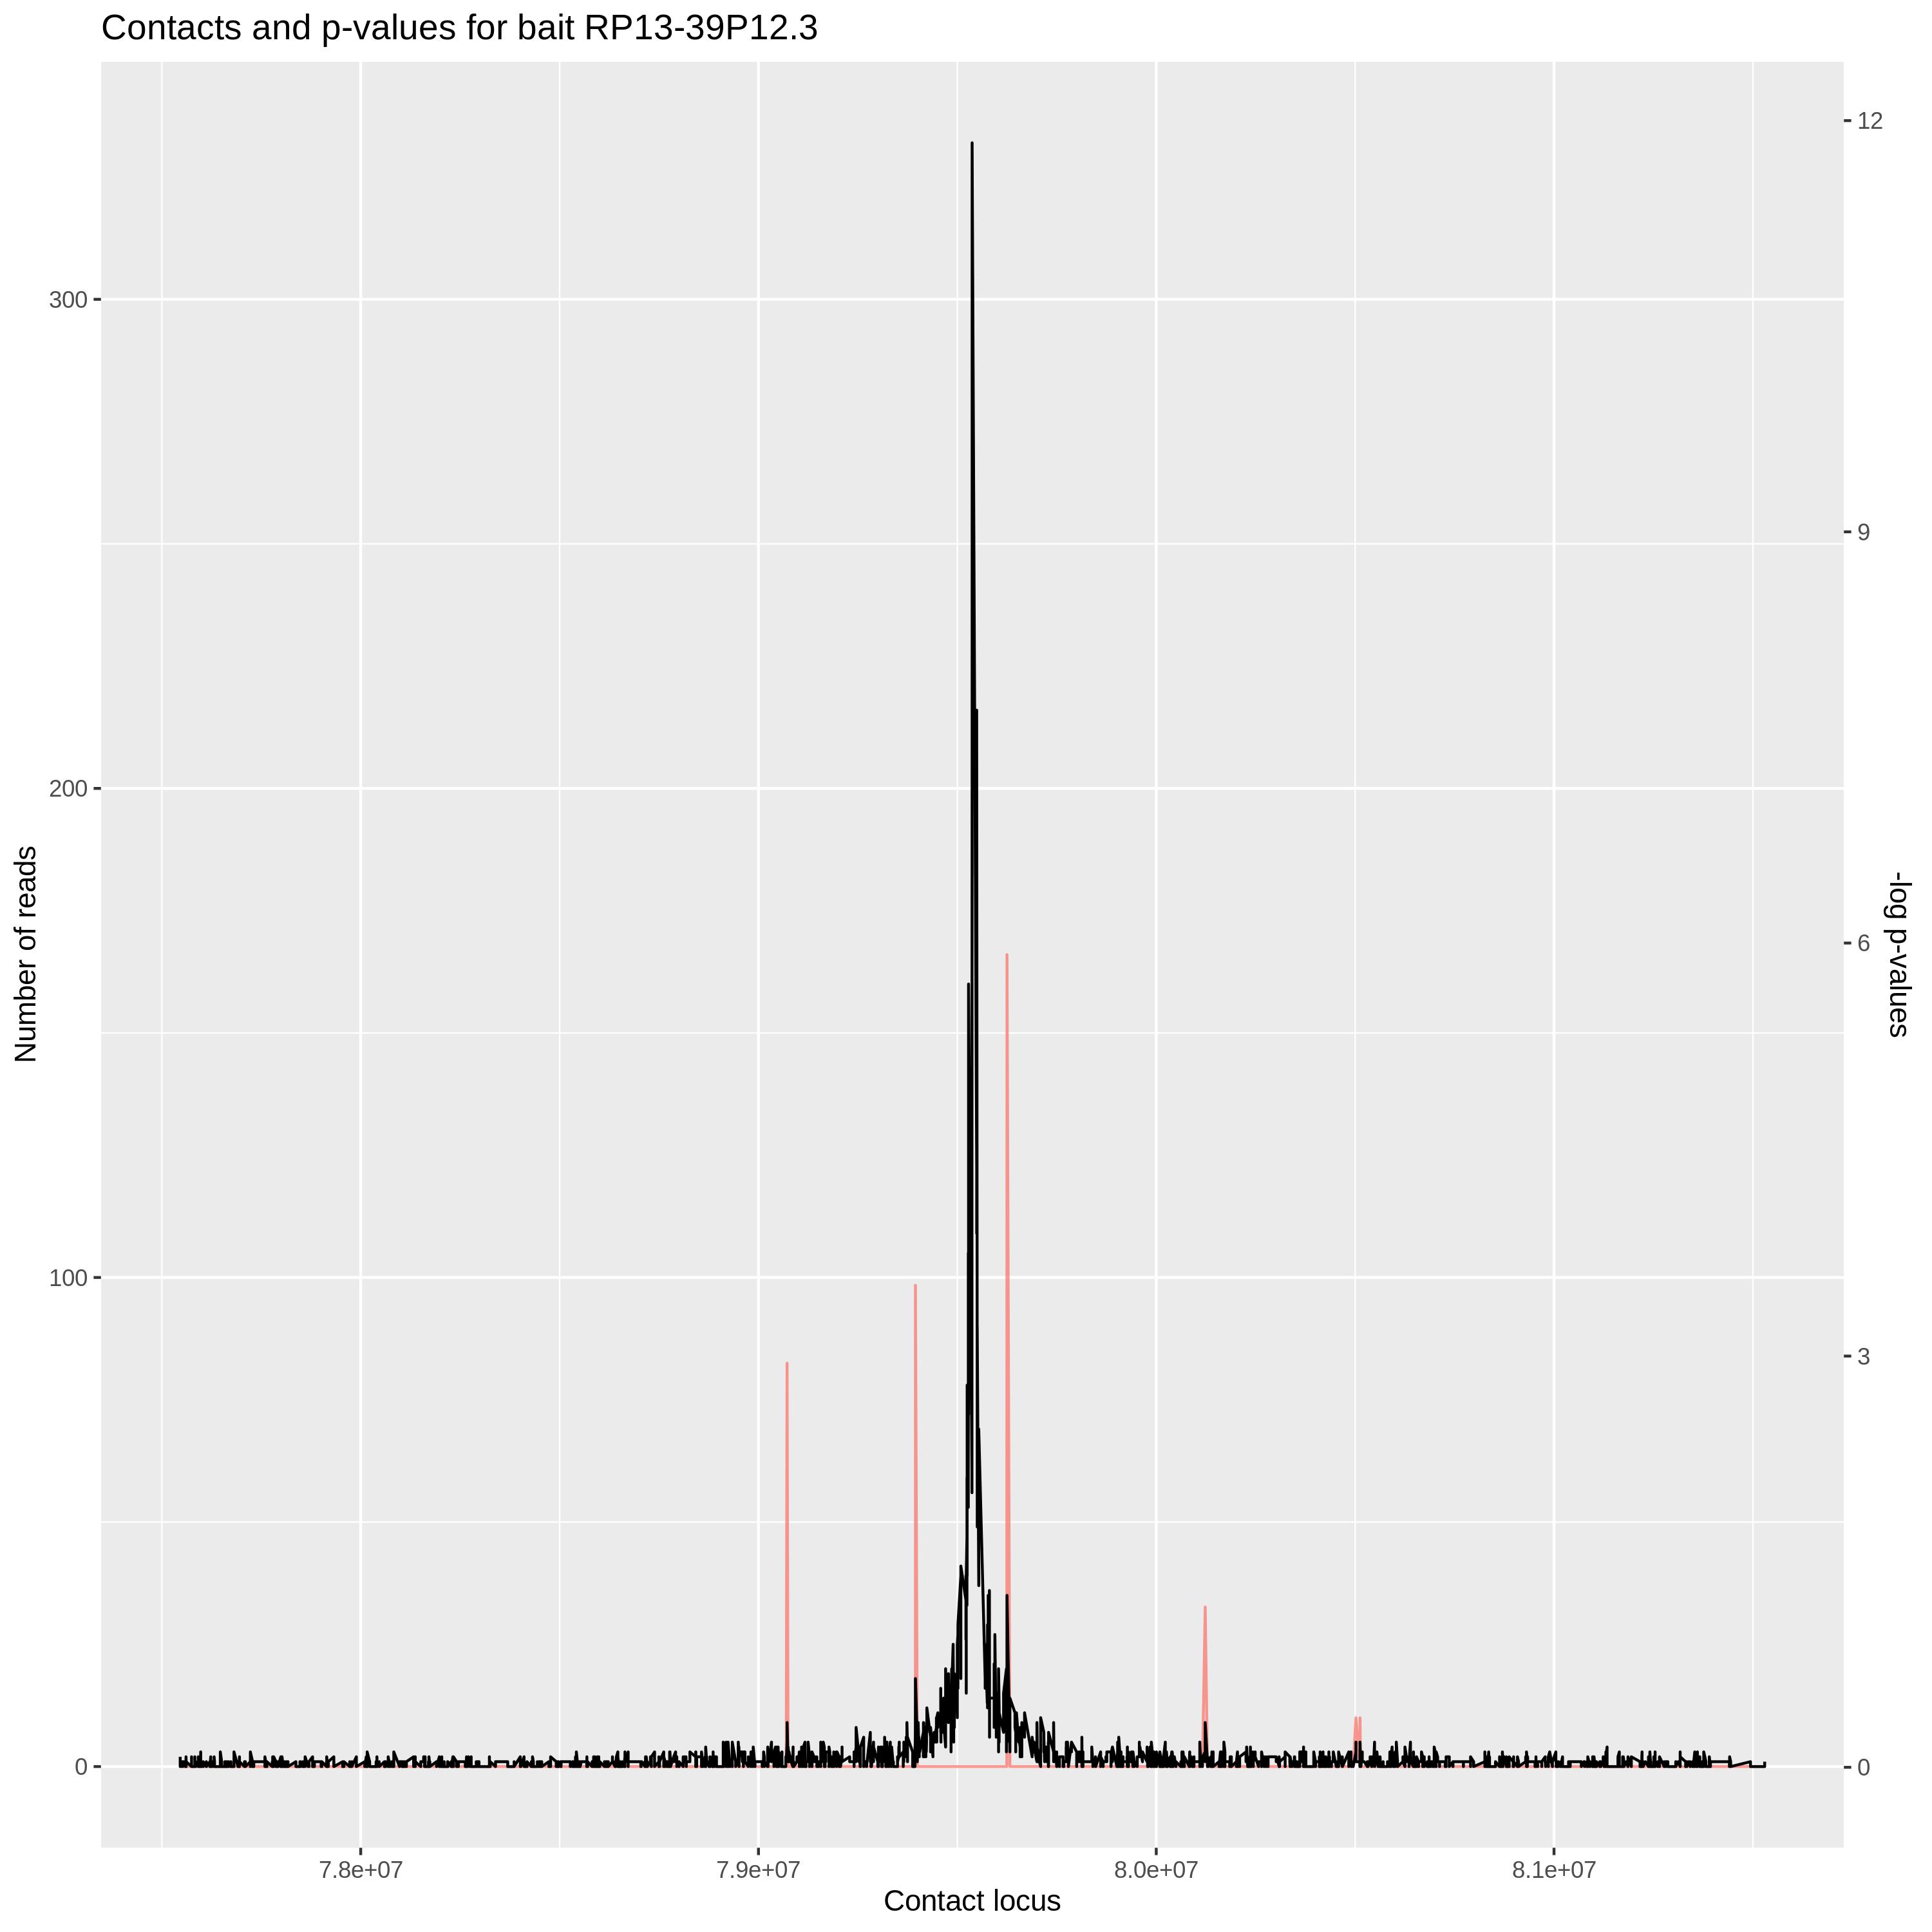 Contacts and p-values for bait RP13-39P12.3
Number of reads
300
200
100
0
12
9
6
3
0
-log p-values
7.8e+07
7.9e+07
8.0e+07
8.1e+07
Contact locus